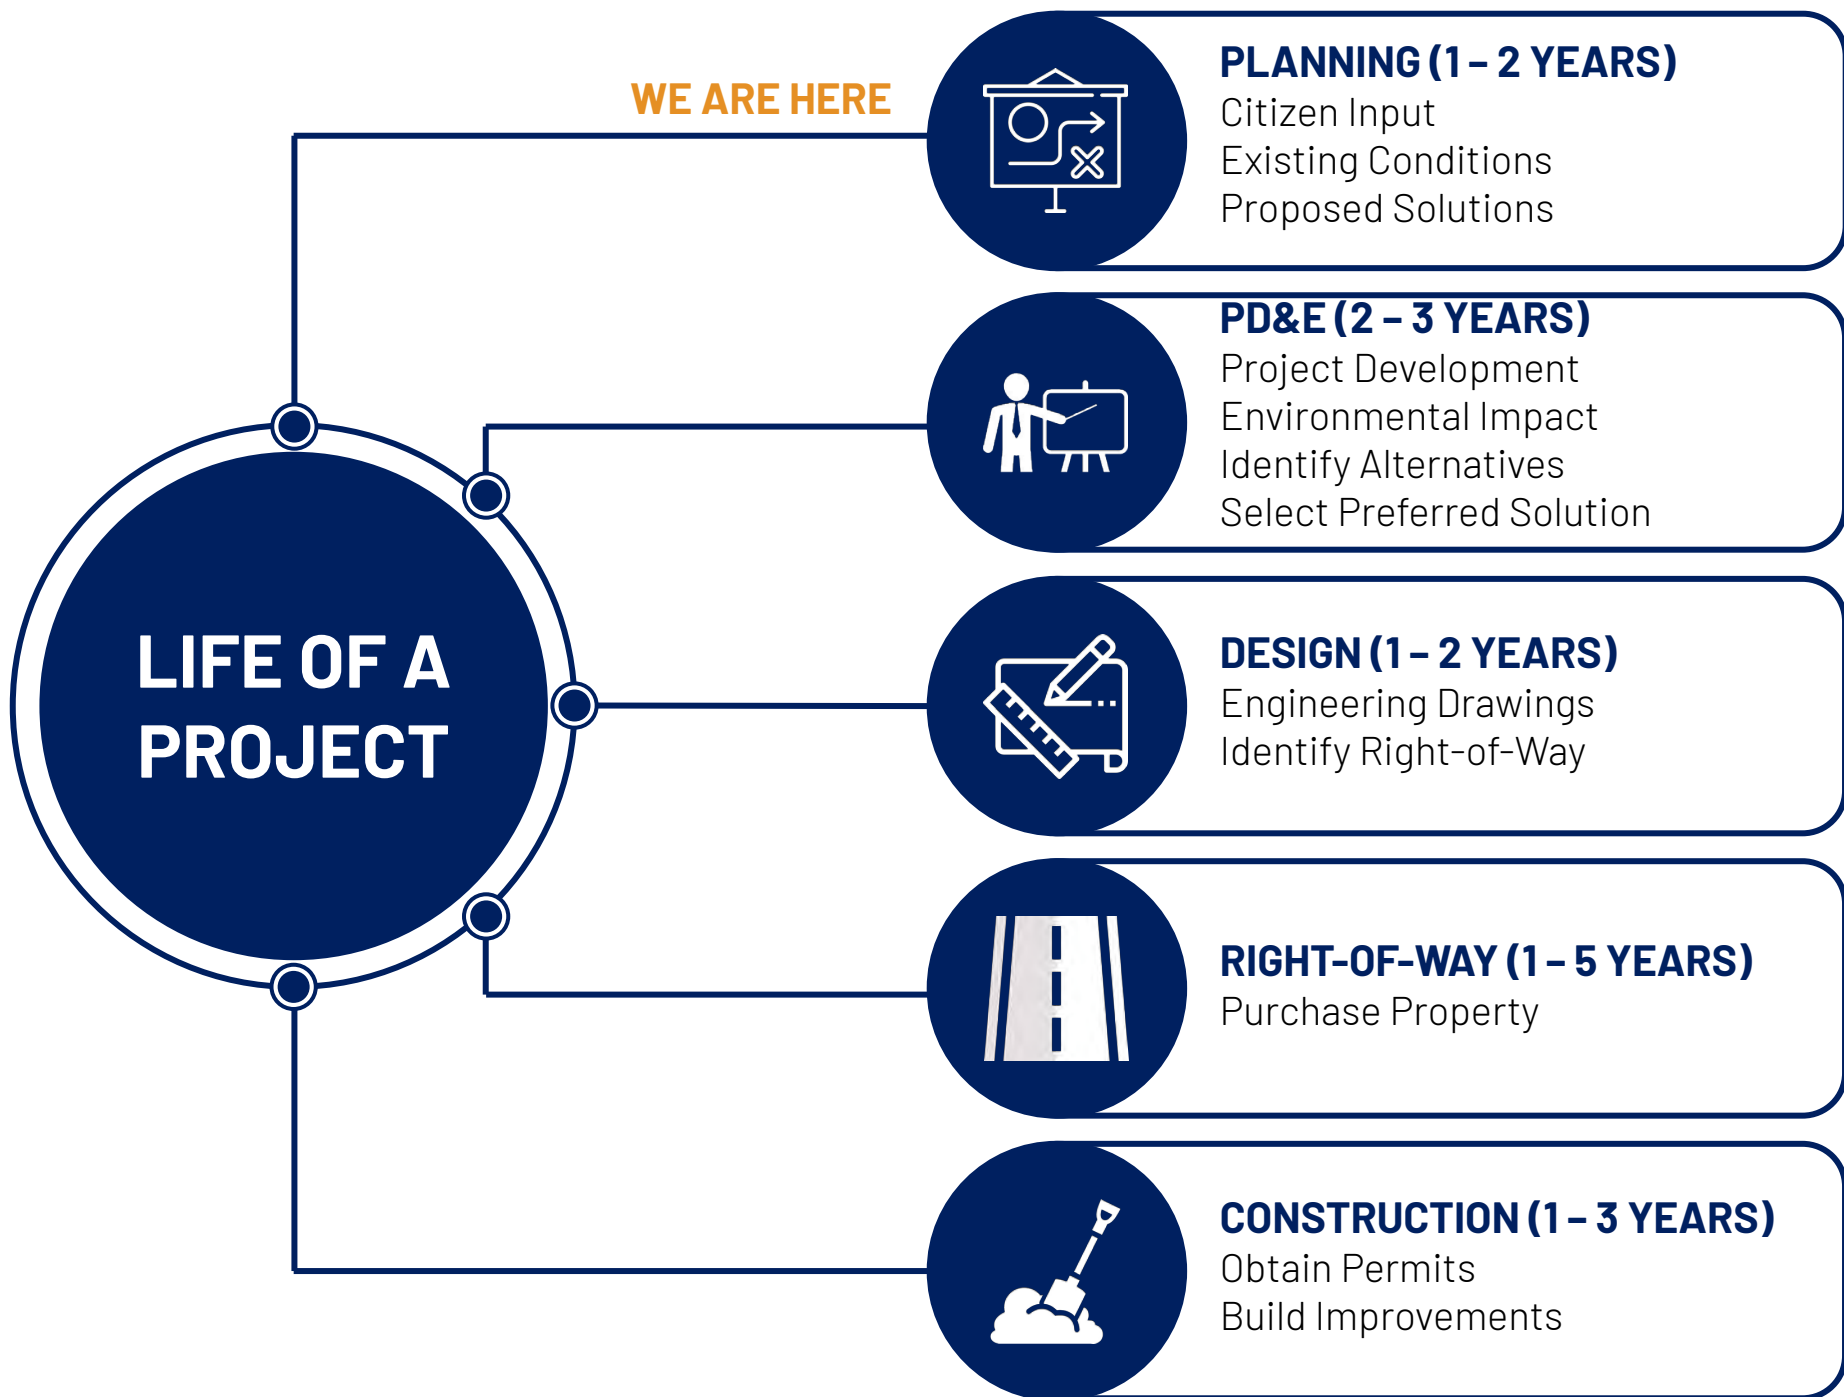 LIFE OF A
PROJECT
WE ARE HERE
PLANNING (1 – 2 YEARS)
Citizen Input
Existing Conditions
Proposed Solutions
PD&E (2 – 3 YEARS)
Project Development
Environmental Impact
Identify Alternatives
Select Preferred Solution
DESIGN (1 – 2 YEARS)
Engineering Drawings
Identify Right-of-Way
RIGHT-OF-WAY (1 – 5 YEARS)
Purchase Property
CONSTRUCTION (1 – 3 YEARS)
Obtain Permits
Build Improvements